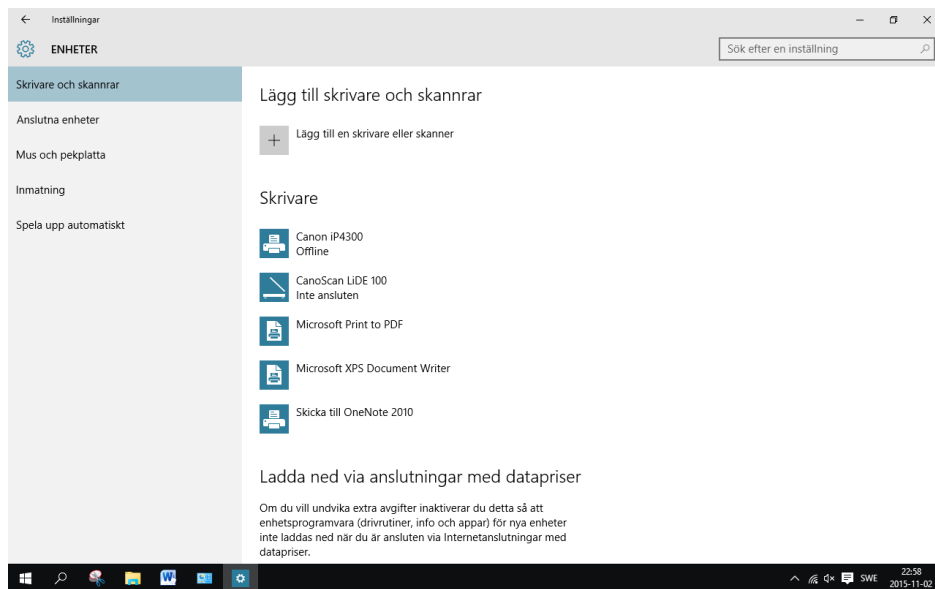 Inställningar
ENHETER
Sök efter en inställning
Skrivare och skannrar
Anslutna enheter
Mus och pekplatta
Inmatning
Spela upp automatiskt
Lägg till skrivare och skannrar
Lägg till en skrivare eller skanner
Skrivare
Canon iP4300
Offline
CanoScan LiDE 100
Inte ansluten
Microsoft Print to PDF
Microsoft XPS Document Writer
Skicka till OneNote 2010
Ladda ned via anslutningar med datapriser
Om du vill undvika extra avgifter inaktiverar du detta så att
enhetsprogramvara (drivrutiner, info och appar) för nya enheter
inte laddas ned när du är ansluten via Internetanslutningar med
datapriser.
SWE
22:58
2015-11-02